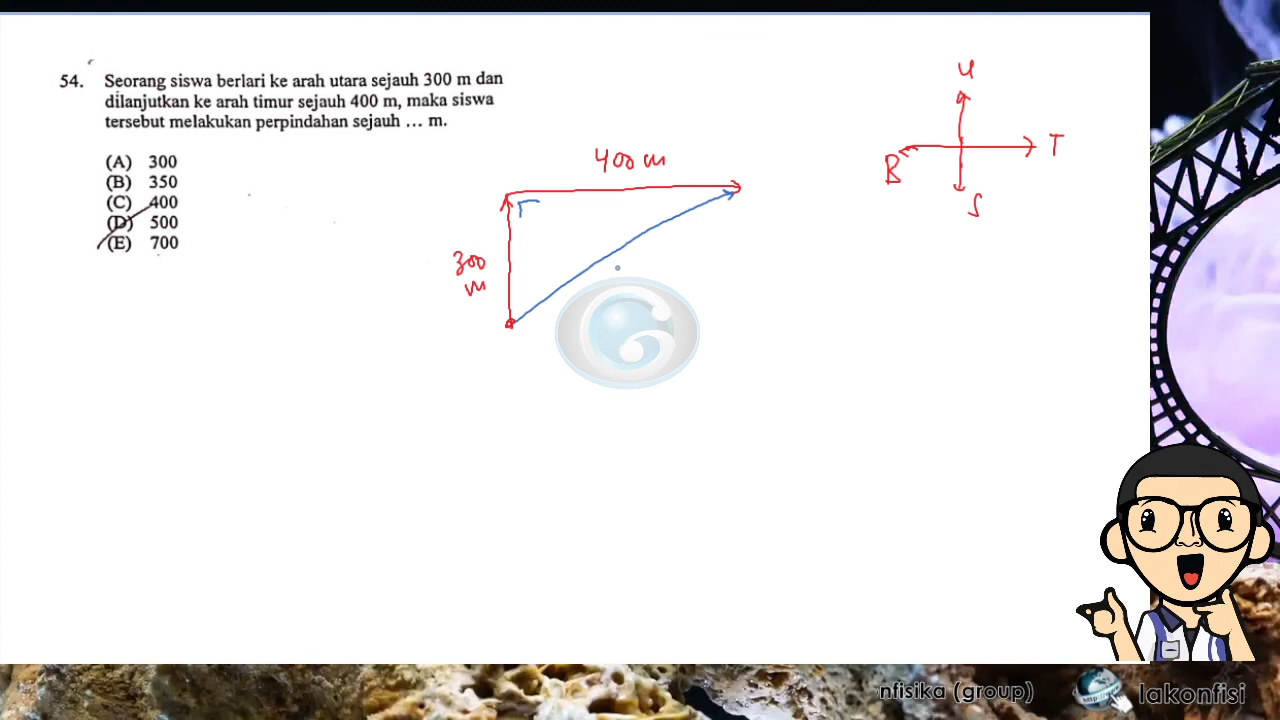 54. Seorang siswa berlari ke arah utara sejauh 300 m dan
dilanjutkan ke arah timur sejauh 400 m, maka siswa
tersebut melakukan perpindahan sejauh ... m.
(A) 300
(B) 350
(C) 400
(D) 500
(E) 700
400 m
300
m
U
B
T
S
nfisika (group)
lakonfisi